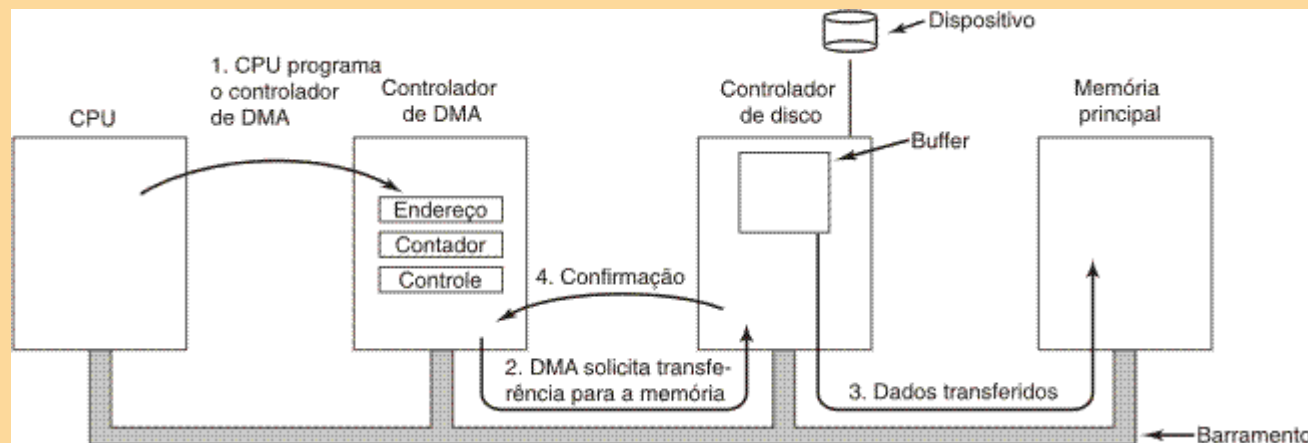 Dispositivo
1. CPU programa
o controlador
de DMA
CPU
Controlador
de DMA
Controlador
de disco
Memória
principal
Buffer
Endereço
Contador
Controle
4. Confirmação
2. DMA solicita transfe-
rência para a memória
3. Dados transferidos
Barramento